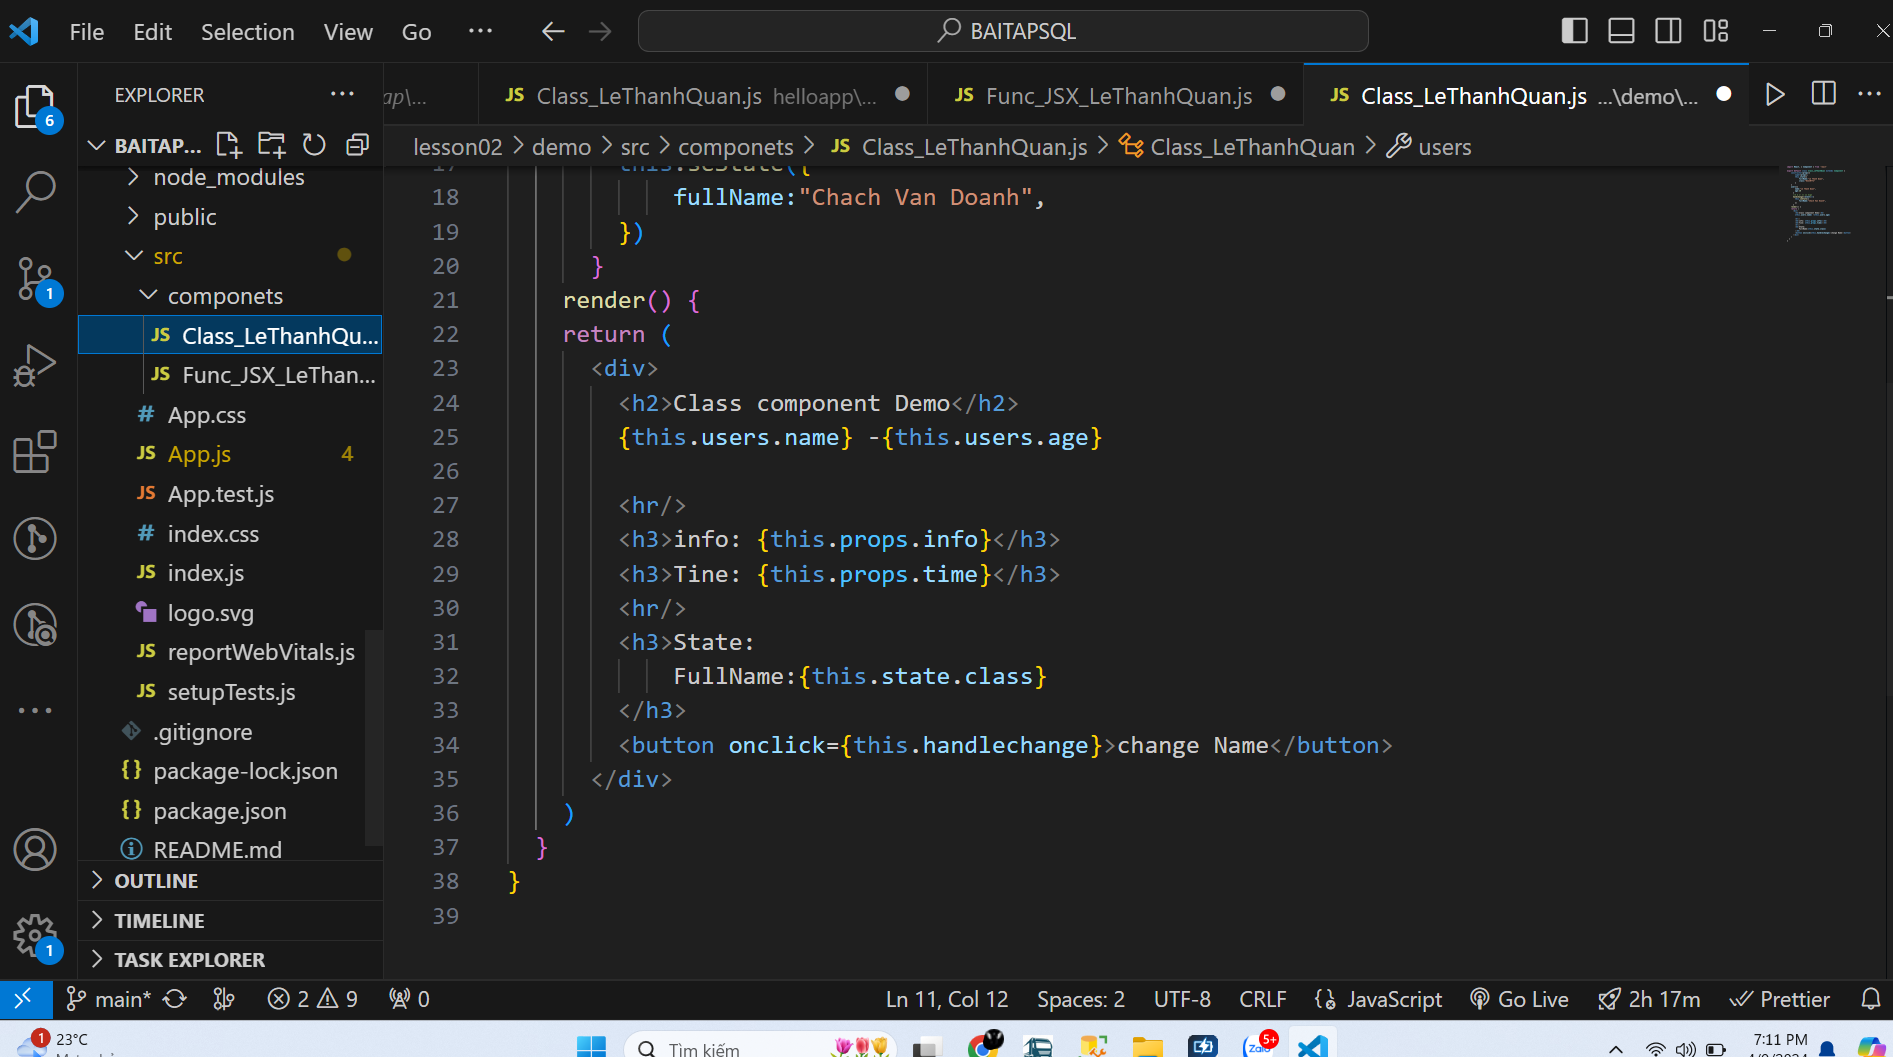 File Edit Selection View Go ···
BAITAPSQL
EXPLORER
ap\...
Class_LeThanhQuan.js helloapp\...
Func_JSX_LeThanhQuan.js
Class_LeThanhQuan.js ...\demo\...
BAITAP...
lesson02 > demo > src > componets > JS Class_LeThanhQuan.js > Class_LeThanhQuan > users
node_modules
public
src
componets
JS Class_LeThanhQu...
JS Func_JSX_LeThan...
# App.css
JS App.js 4
JS App.test.js
# index.css
JS index.js
logo.svg
JS reportWebVitals.js
JS setupTests.js
.gitignore
{} package-lock.json
{} package.json
README.md
OUTLINE
TIMELINE
TASK EXPLORER
6
1
1
17 this.setState({
18 fullName:"Chach Van Doanh",
19 })
20 }
21 render() {
22 return (
23 <div>
24 <h2>Class component Demo</h2>
25 {this.users.name} -{this.users.age}
26
27 <hr/>
28 <h3>info: {this.props.info}</h3>
29 <h3>Tine: {this.props.time}</h3>
30 <hr/>
31 <h3>State:
32 FullName:{this.state.class}
33 </h3>
34 <button onclick={this.handlechange}>change Name</button>
35 </div>
36 )
37 }
38 }
39
main* 2 9 0 Ln 11, Col 12 Spaces: 2 UTF-8 CRLF JavaScript Go Live 2h 17m Prettier
1 23°C
Tìm kiếm
Zalo 5+
7:11 PM